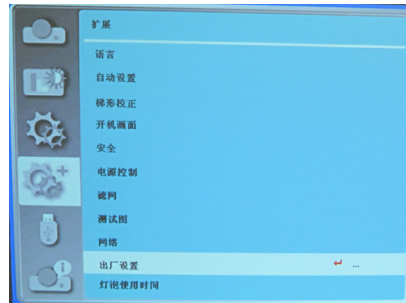 扩展
语言
自动设置
梯形校正
开机画面
安全
电源控制
滤网
测试图
网络
出厂设置 ↵ ...
灯泡使用时间